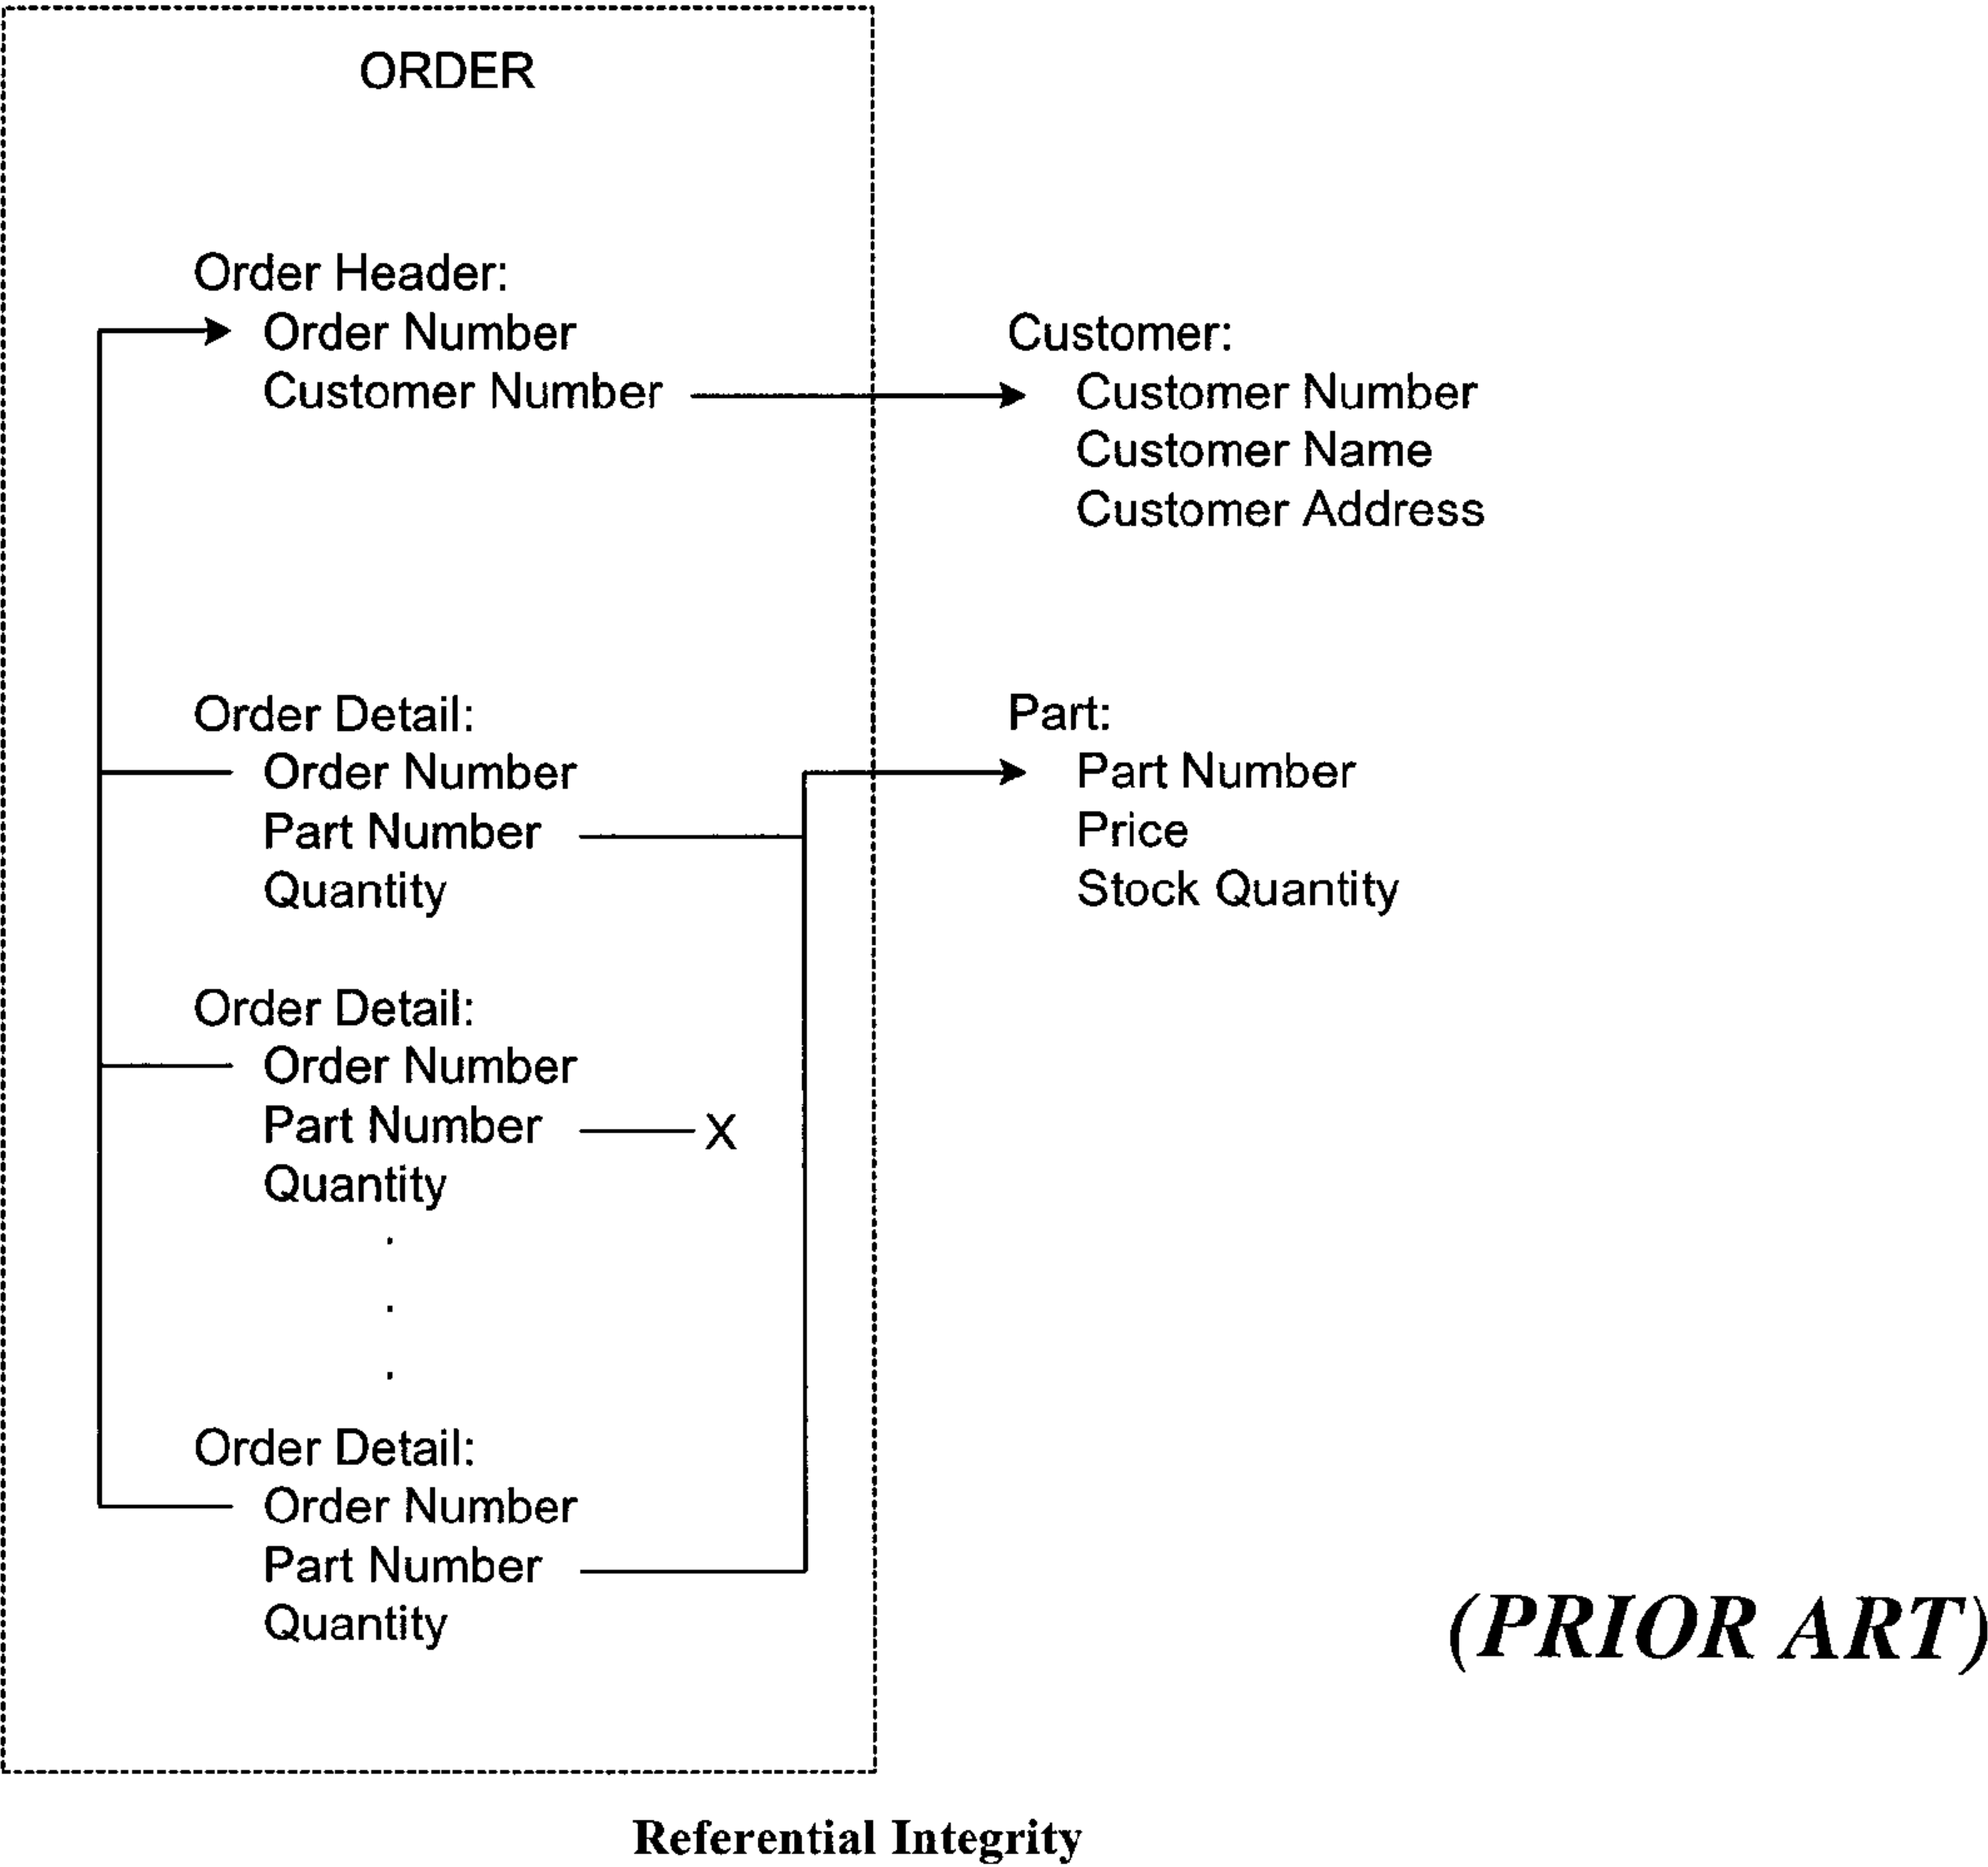 ORDER
Order Header:
Order Number
Customer Number
Customer:
Customer Number
Customer Name
Customer Address
Order Detail:
Order Number
Part Number
Quantity
Part:
Part Number
Price
Stock Quantity
Order Detail:
Order Number
Part Number X
Quantity
Order Detail:
Order Number
Part Number
Quantity
(PRIOR ART)
Referential Integrity